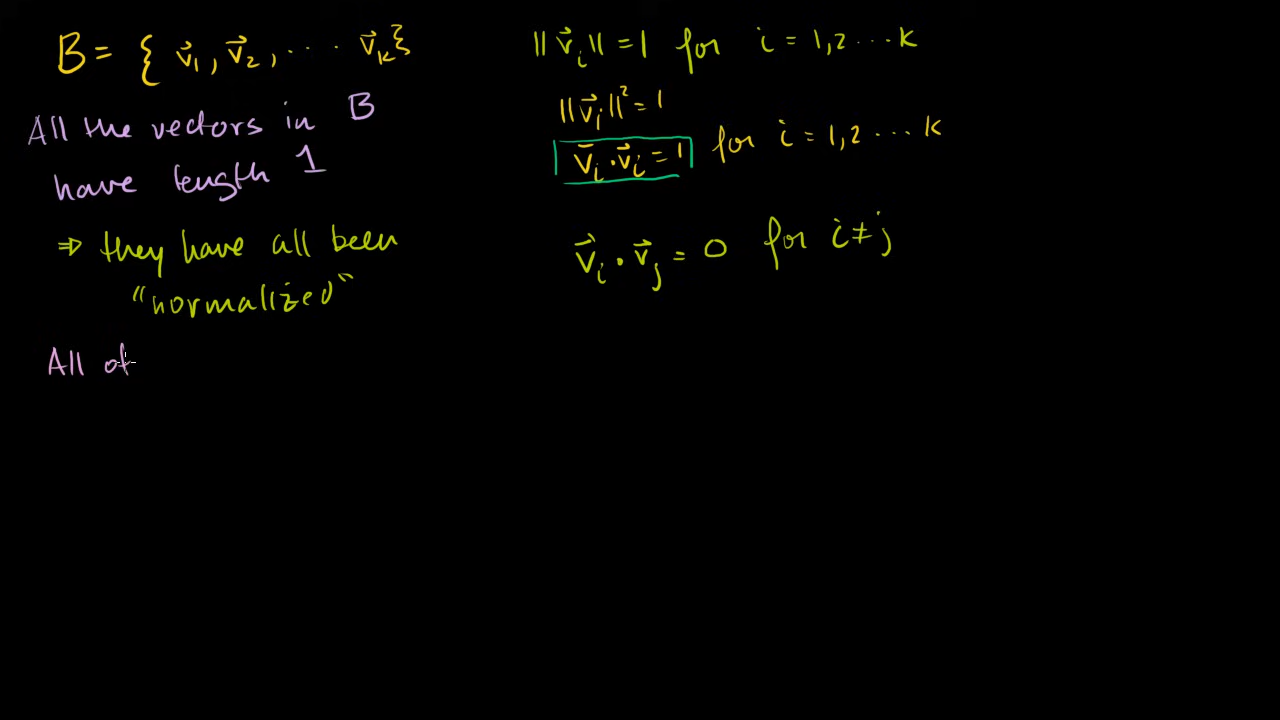 B = { v⃗₁, v⃗₂, ⋯ v⃗ₖ}
All the vectors in B
have length 1
⇒ they have all been
"normalized"
All of
||v⃗ᵢ|| = 1 for i = 1,2 ⋯ k
||v⃗ᵢ||² = 1
v⃗ᵢ · v⃗ᵢ = 1 for i = 1,2 ⋯ k
v⃗ᵢ · v⃗ⱼ = 0 for i ≠ j